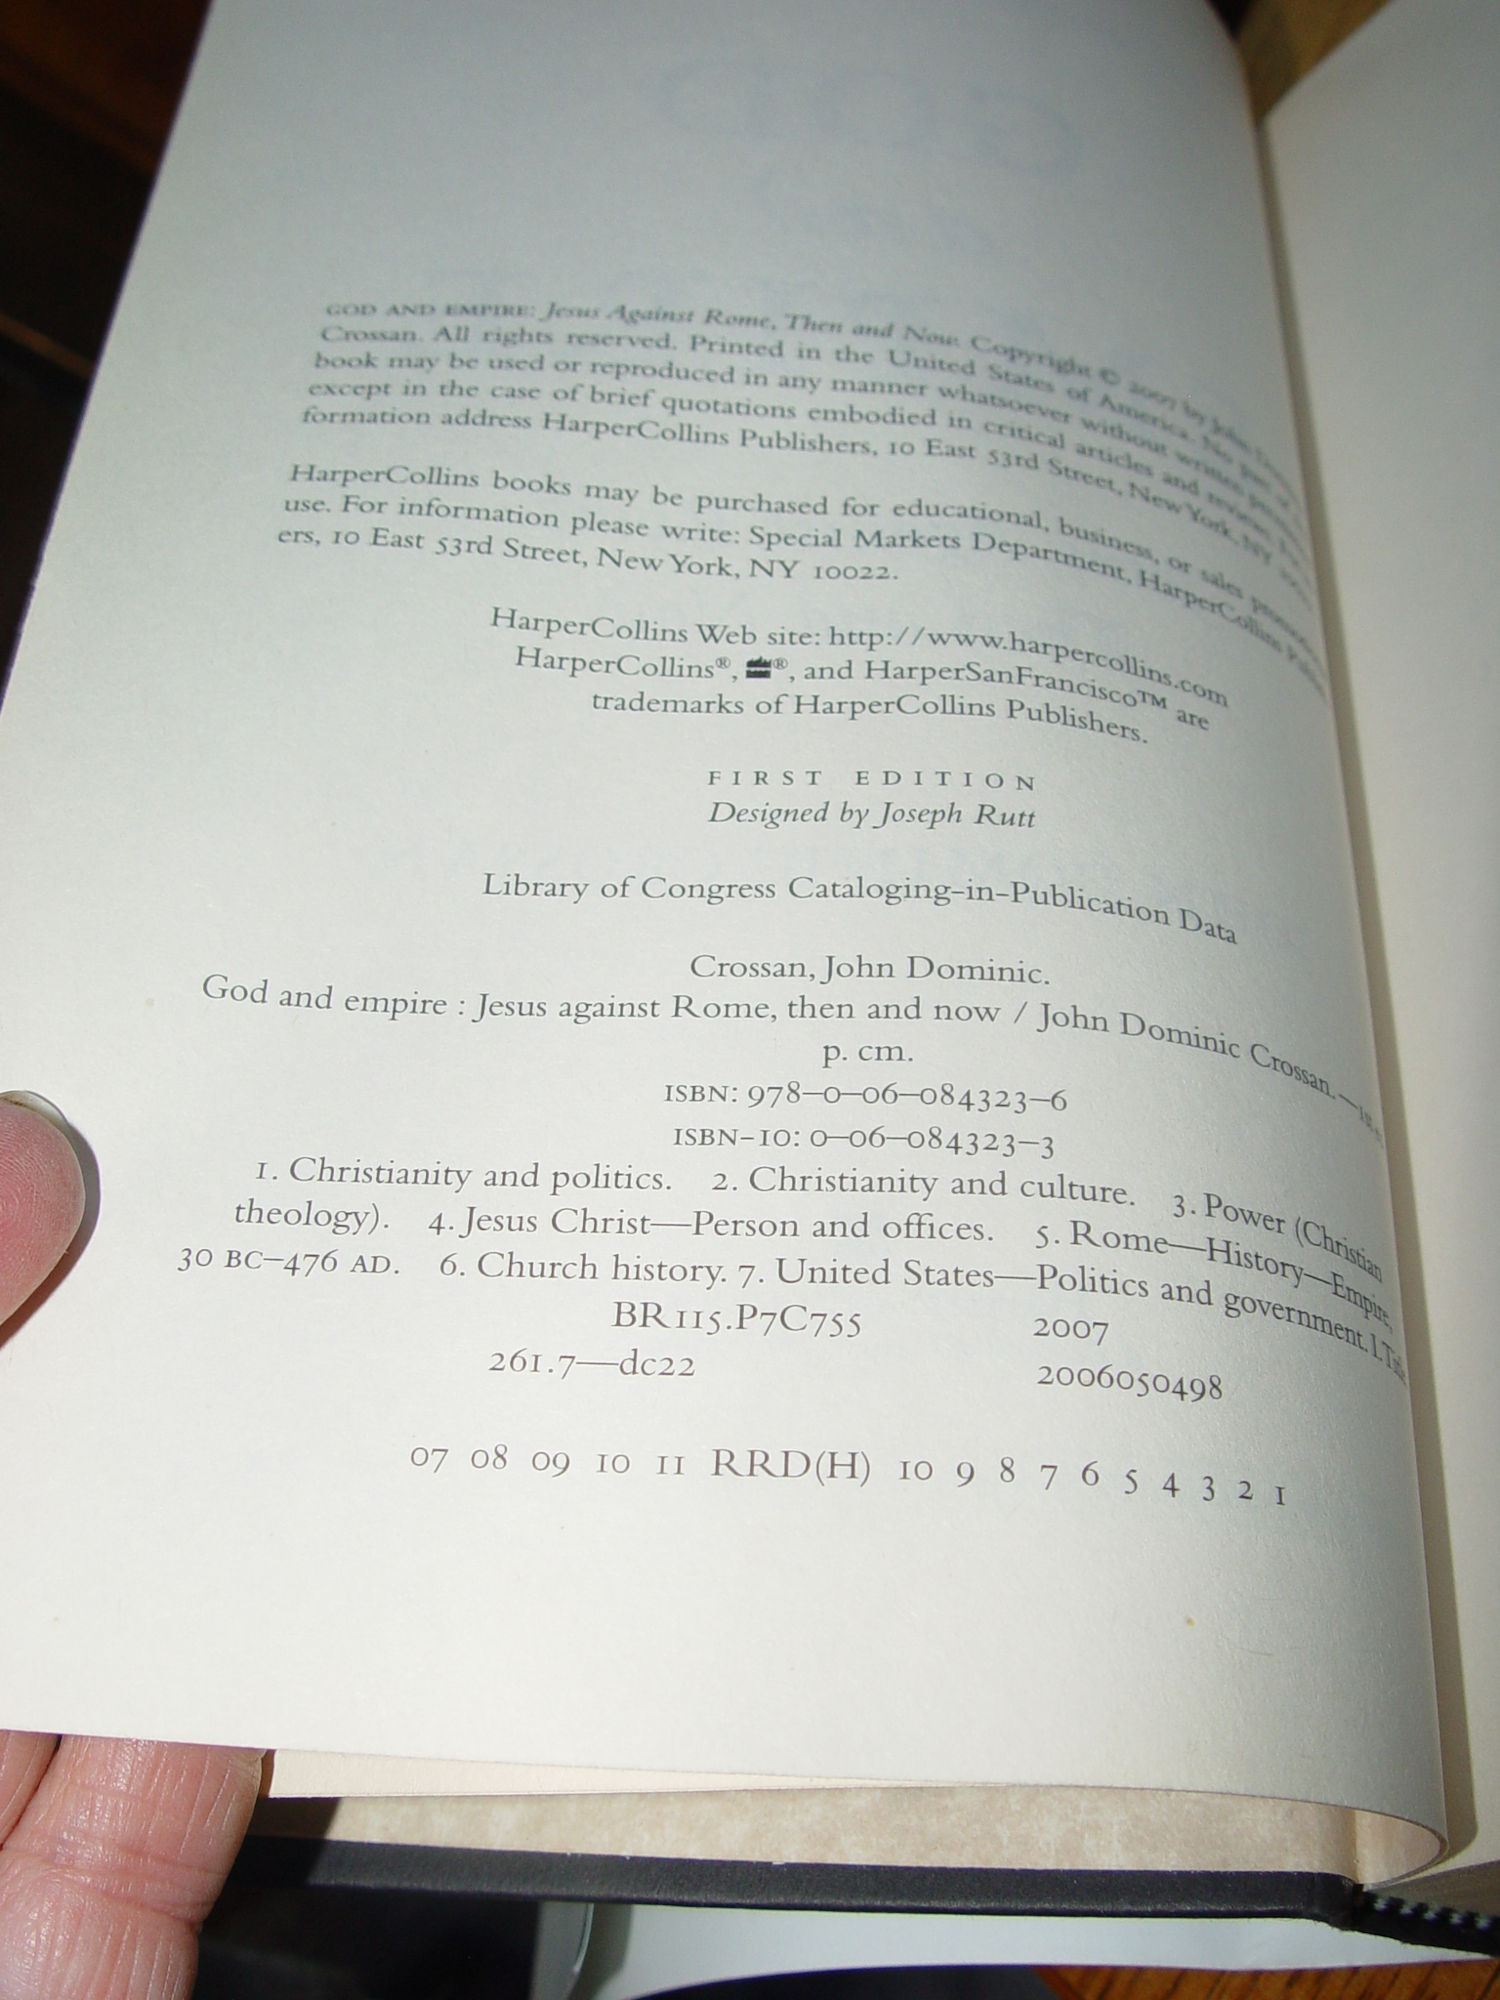 GOD AND EMPIRE: Jesus Against Rome, Then and Now. Copyright © 2007 by John
Crossan. All rights reserved. Printed in the United States of America. No part of
book may be used or reproduced in any manner whatsoever without written
except in the case of brief quotations embodied in critical articles and reviews. For
formation address HarperCollins Publishers, 10 East 53rd Street, New York, NY
HarperCollins books may be purchased for educational, business, or sales
use. For information please write: Special Markets Department, HarperCollins
ers, 10 East 53rd Street, New York, NY 10022.
HarperCollins Web site: http://www.harpercollins.com
HarperCollins®, ®, and HarperSanFrancisco™ are
trademarks of HarperCollins Publishers.
FIRST EDITION
Designed by Joseph Rutt
Library of Congress Cataloging-in-Publication Data
Crossan, John Dominic.
God and empire : Jesus against Rome, then and now / John Dominic Crossan.—
p. cm.
ISBN: 978–0–06–084323–6
ISBN-10: 0–06–084323–3
1. Christianity and politics. 2. Christianity and culture. 3. Power (Christian
theology). 4. Jesus Christ—Person and offices. 5. Rome—History—Empire,
30 BC–476 AD. 6. Church history. 7. United States—Politics and government. I. Title.
BR115.P7C755 2007
261.7—dc22 2006050498
07 08 09 10 11 RRD(H) 10 9 8 7 6 5 4 3 2 1